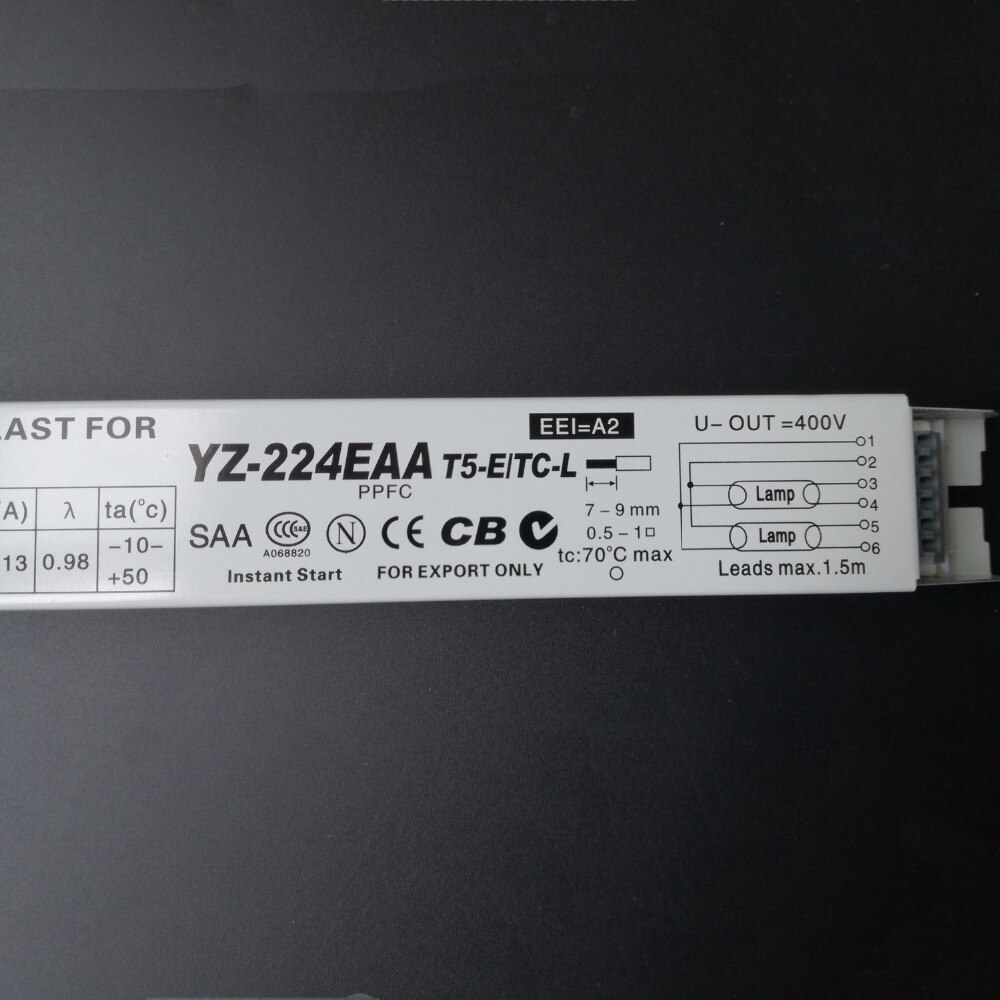 LAST FOR
(A) λ ta(°c)
13 0.98 -10-
+50
YZ-224EAA T5-E/TC-L
PPFC
SAA CCC S&E N CE CB
A068820
Instant Start FOR EXPORT ONLY
EEI=A2
7-9 mm
0.5-1□
tc:70°C max
U- OUT =400V
1
2
3
Lamp
4
5
Lamp
6
Leads max.1.5m